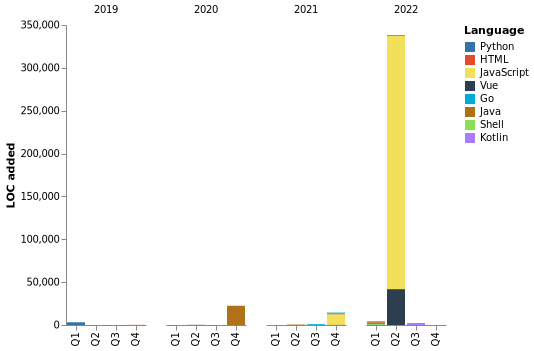 2019 2020 2021 2022
Language
Python
HTML
JavaScript
Vue
Go
Java
Shell
Kotlin
LOC added
350,000
300,000
250,000
200,000
150,000
100,000
50,000
0
Q1 Q2 Q3 Q4 Q1 Q2 Q3 Q4 Q1 Q2 Q3 Q4 Q1 Q2 Q3 Q4